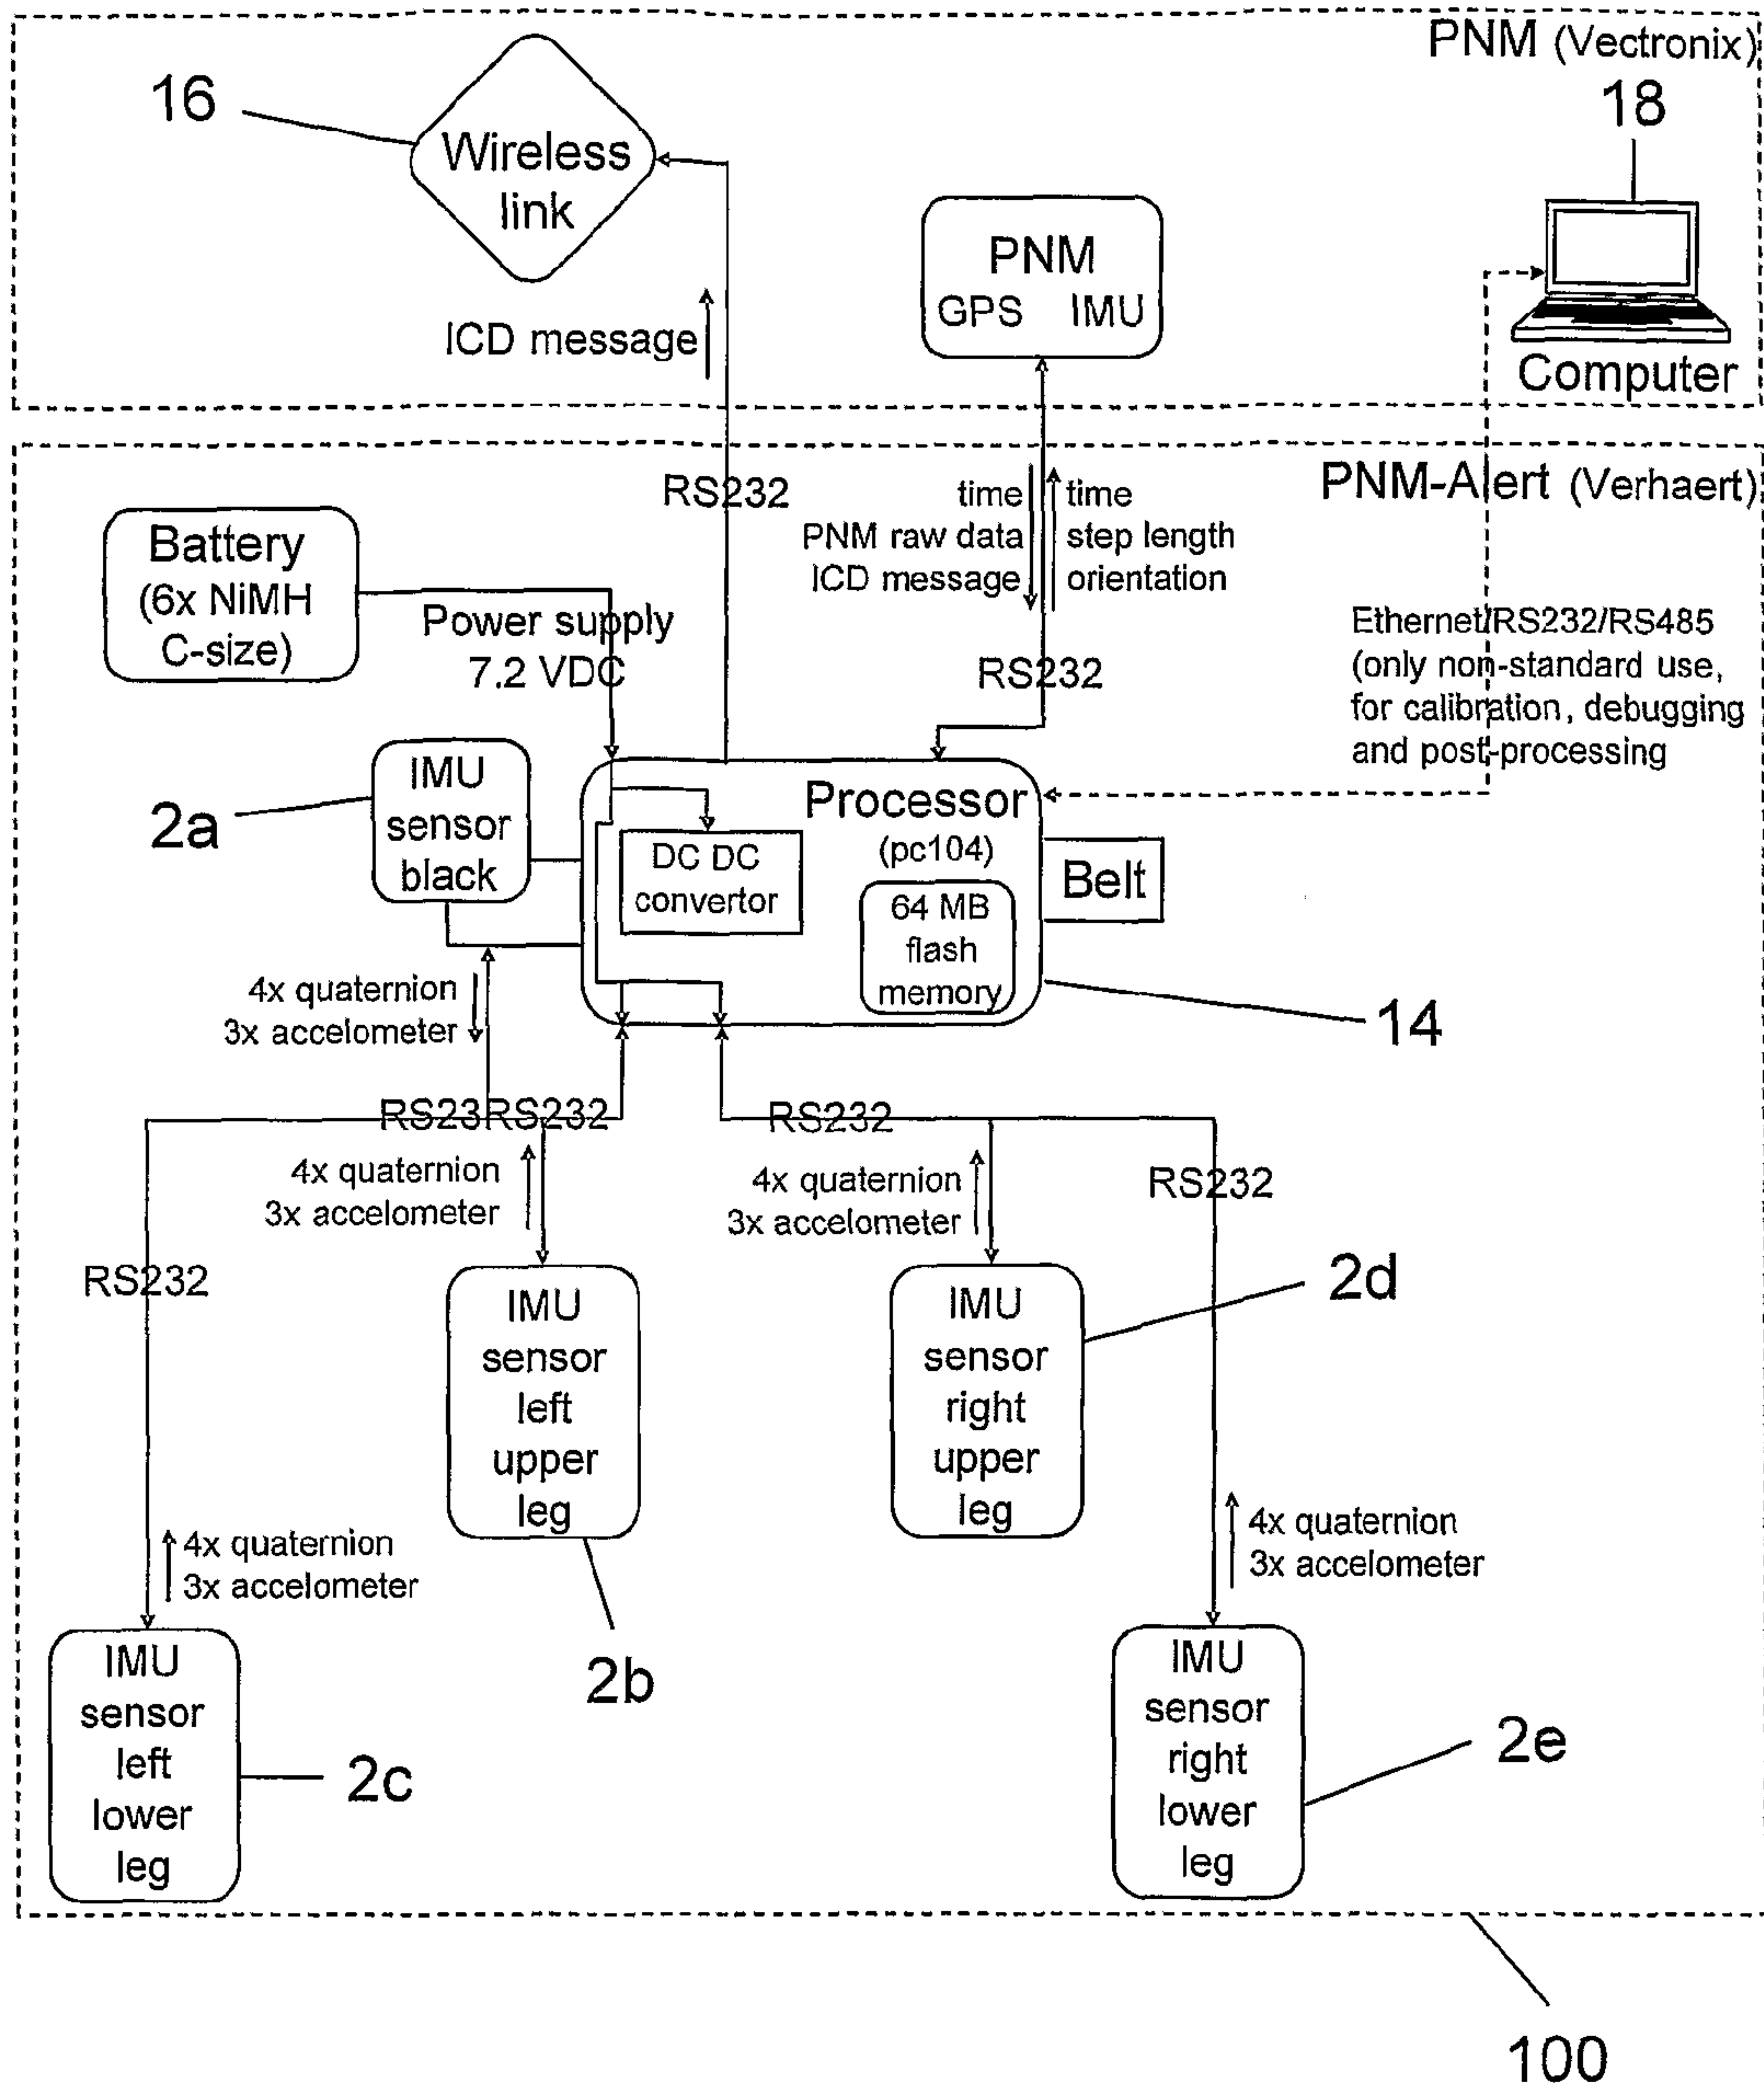 PNM (Vectronix)
16
18
Wireless
link
PNM
GPS IMU
ICD message
Computer
PNM-Alert (Verhaert)
RS232
time
PNM raw data
ICD message
time
step length
orientation
Battery
(6x NiMH
C-size)
Power supply
7.2 VDC
RS232
Ethernet/RS232/RS485
(only non-standard use,
for calibration, debugging
and post-processing
2a
IMU
sensor
black
Processor
(pc104)
DC DC
convertor
64 MB
flash
memory
Belt
14
4x quaternion
3x accelometer
RS23
RS232
RS232
4x quaternion
3x accelometer
4x quaternion
3x accelometer
RS232
RS232
IMU
sensor
left
upper
leg
2b
IMU
sensor
right
upper
leg
2d
4x quaternion
3x accelometer
4x quaternion
3x accelometer
IMU
sensor
left
lower
leg
2c
IMU
sensor
right
lower
leg
2e
100